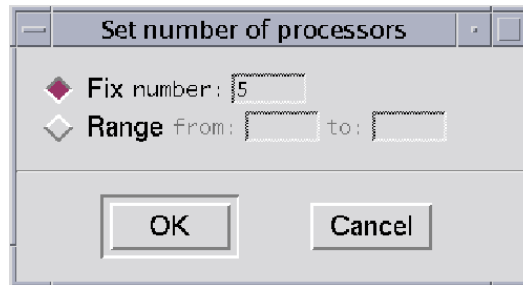 Set number of processors
Fix number: 5
Range from: to:
OK Cancel